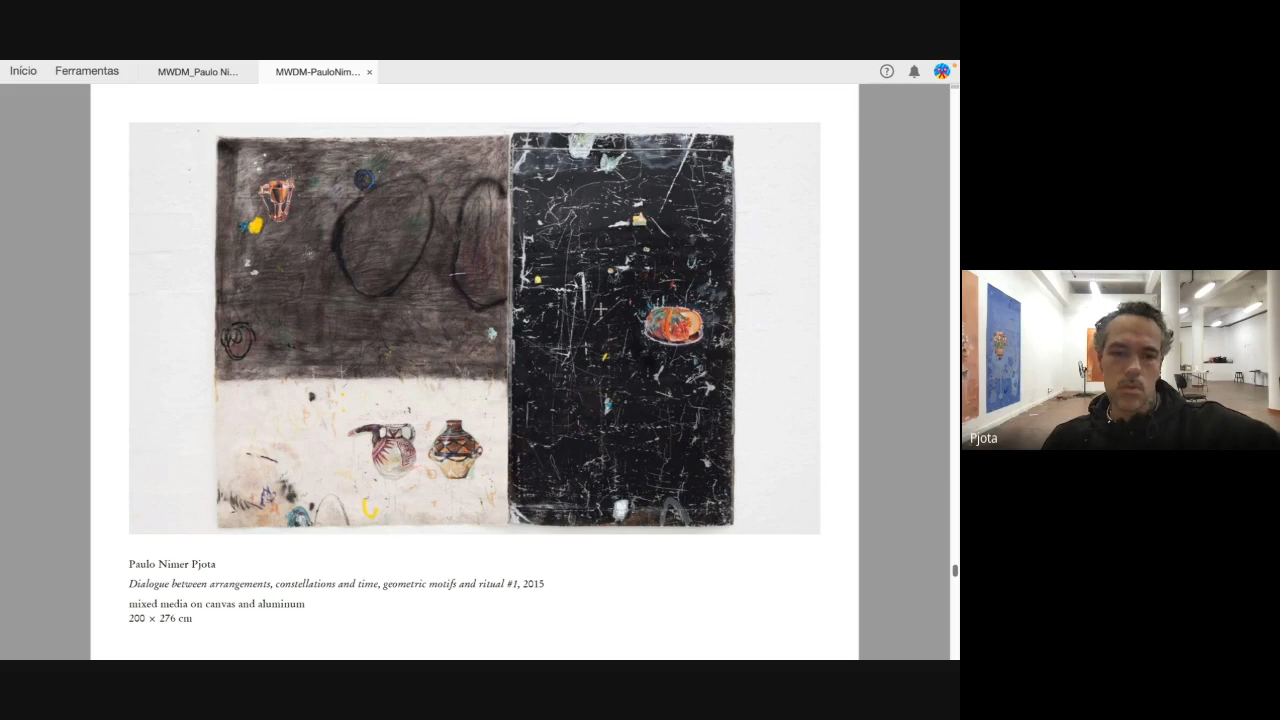 Início Ferramentas MWDM_Paulo Ni... MWDM-PauloNim... × ?
Paulo Nimer Pjota
Dialogue between arrangements, constellations and time, geometric motifs and ritual #1, 2015
mixed media on canvas and aluminum
200 × 276 cm
Pjota